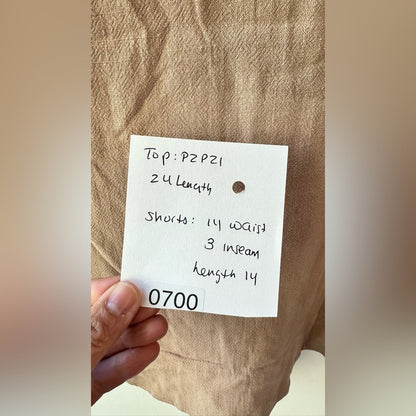 Top: P2P21
24 Length
Shorts: 14 waist
3 inseam
Length 14
0700